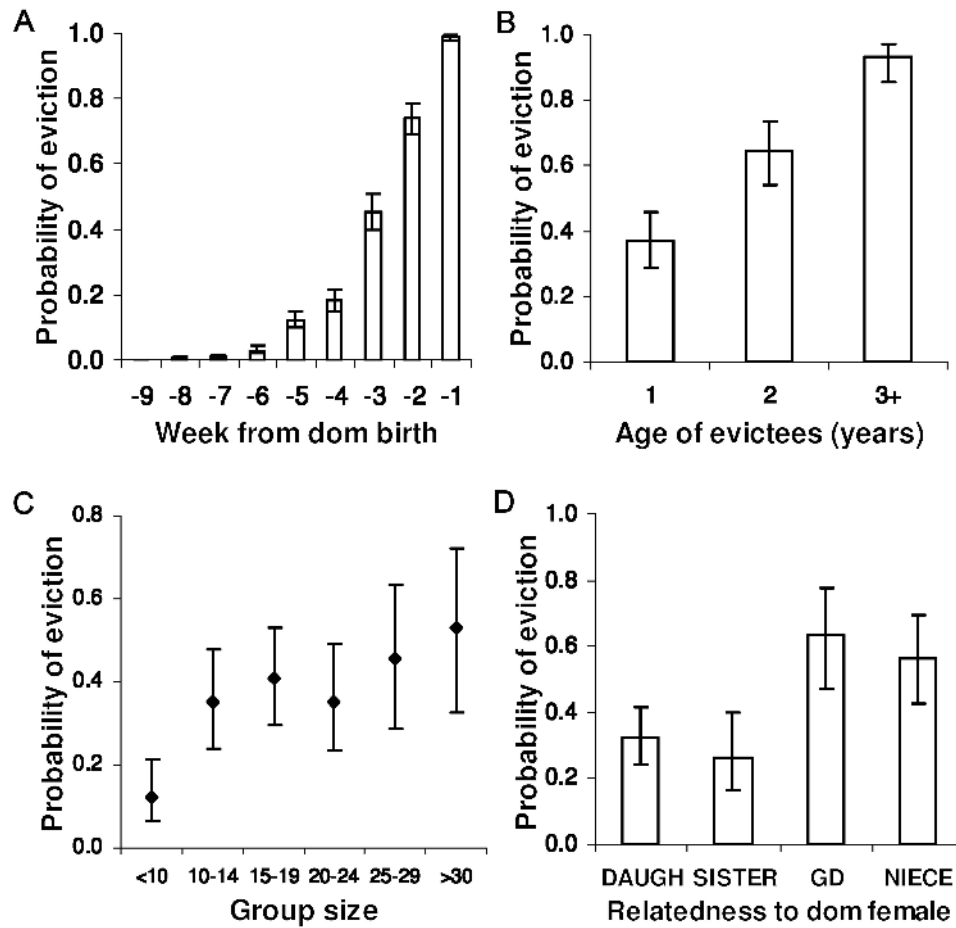 A
Probability of eviction
1.0
0.8
0.6
0.4
0.2
0.0
-9 -8 -7 -6 -5 -4 -3 -2 -1
Week from dom birth
B
Probability of eviction
1.0
0.8
0.6
0.4
0.2
0.0
1 2 3+
Age of evictees (years)
C
Probability of eviction
0.8
0.6
0.4
0.2
0.0
<10 10-14 15-19 20-24 25-29 >30
Group size
D
Probability of eviction
1.0
0.8
0.6
0.4
0.2
0.0
DAUGH SISTER GD NIECE
Relatedness to dom female